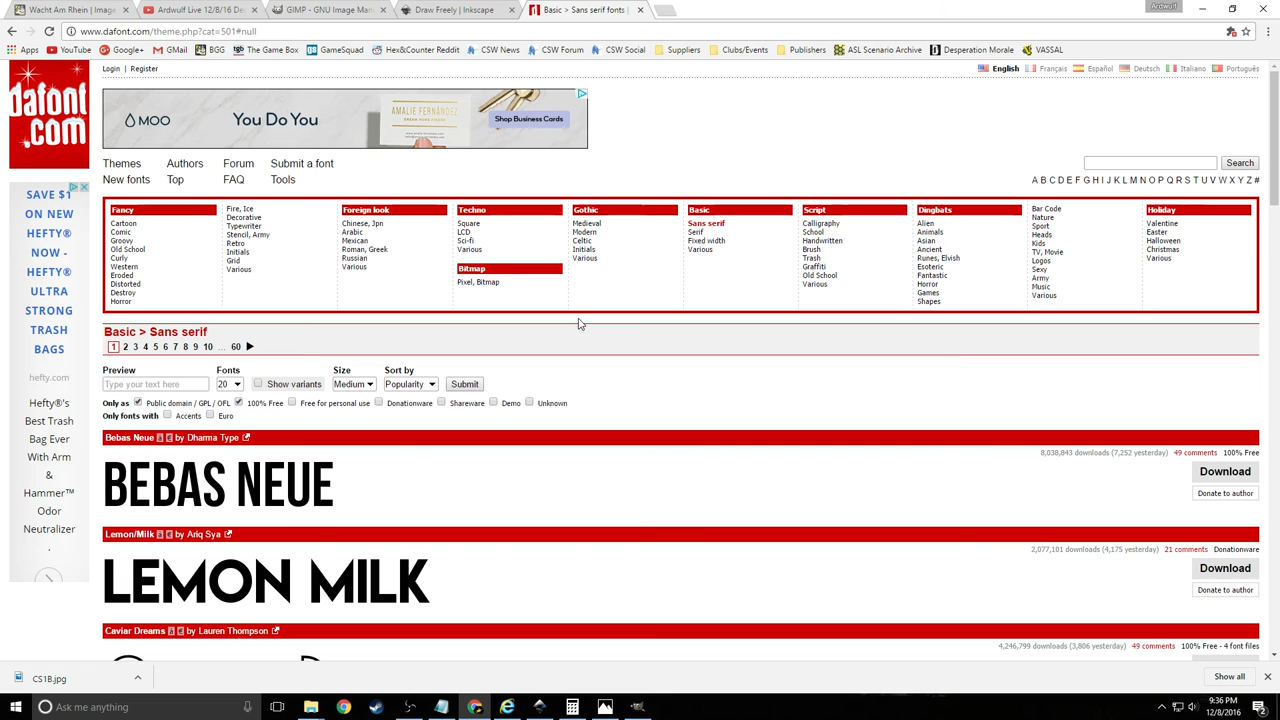 Wacht Am Rhein | Games
Ardwulf Live 12/8/16 De
GIMP - GNU Image Man
Draw Freely | Inkscape
Basic > Sans serif fonts |
Ardwulf
www.dafont.com/theme.php?cat=501#null
Apps
YouTube
Google+
GMail
BGG
The Game Box
GameSquad
Hex&Counter Reddit
CSW News
CSW Forum
CSW Social
Suppliers
Clubs/Events
Publishers
ASL Scenario Archive
Desperation Morale
VASSAL
dafont
.com
Login | Register
English Français Español Deutsch Italiano Português
MOO
You Do You
AMALIE FERNÁNDEZ
Shop Business Cards
Themes Authors Forum Submit a font
New fonts Top FAQ Tools
Search
A B C D E F G H I J K L M N O P Q R S T U V W X Y Z #
Fancy
Cartoon
Comic
Groovy
Old School
Curly
Western
Eroded
Distorted
Destroy
Horror
Fire, Ice
Decorative
Typewriter
Stencil, Army
Retro
Initials
Grid
Various
Foreign look
Chinese, Jpn
Arabic
Mexican
Roman, Greek
Russian
Various
Techno
Square
LCD
Sci-fi
Various
Bitmap
Pixel, Bitmap
Gothic
Medieval
Modern
Celtic
Initials
Various
Basic
Sans serif
Serif
Fixed width
Various
Script
Calligraphy
School
Handwritten
Brush
Trash
Graffiti
Old School
Various
Dingbats
Alien
Animals
Asian
Ancient
Runes, Elvish
Esoteric
Fantastic
Horror
Games
Shapes
Bar Code
Nature
Sport
Heads
Kids
TV, Movie
Logos
Sexy
Army
Music
Various
Holiday
Valentine
Easter
Halloween
Christmas
Various
SAVE $1
ON NEW
HEFTY®
NOW -
HEFTY®
ULTRA
STRONG
TRASH
BAGS
hefty.com
Hefty®'s
Best Trash
Bag Ever
With Arm
&
Hammer™
Odor
Neutralizer
.
Basic > Sans serif
1 2 3 4 5 6 7 8 9 10 ... 60
Preview Fonts Size Sort by
Type your text here 20 Show variants Medium Popularity Submit
Only as Public domain / GPL / OFL 100% Free Free for personal use Donationware Shareware Demo Unknown
Only fonts with Accents Euro
Bebas Neue à € by Dharma Type
8,038,843 downloads (7,252 yesterday) 49 comments 100% Free
BEBAS NEUE
Download
Donate to author
Lemon/Milk à € by Ariq Sya
2,077,101 downloads (4,175 yesterday) 21 comments Donationware
LEMON MILK
Download
Donate to author
Caviar Dreams à € by Lauren Thompson
4,246,799 downloads (3,806 yesterday) 49 comments 100% Free - 4 font files
CS1B.jpg
Show all
Ask me anything
9:36 PM
12/8/2016